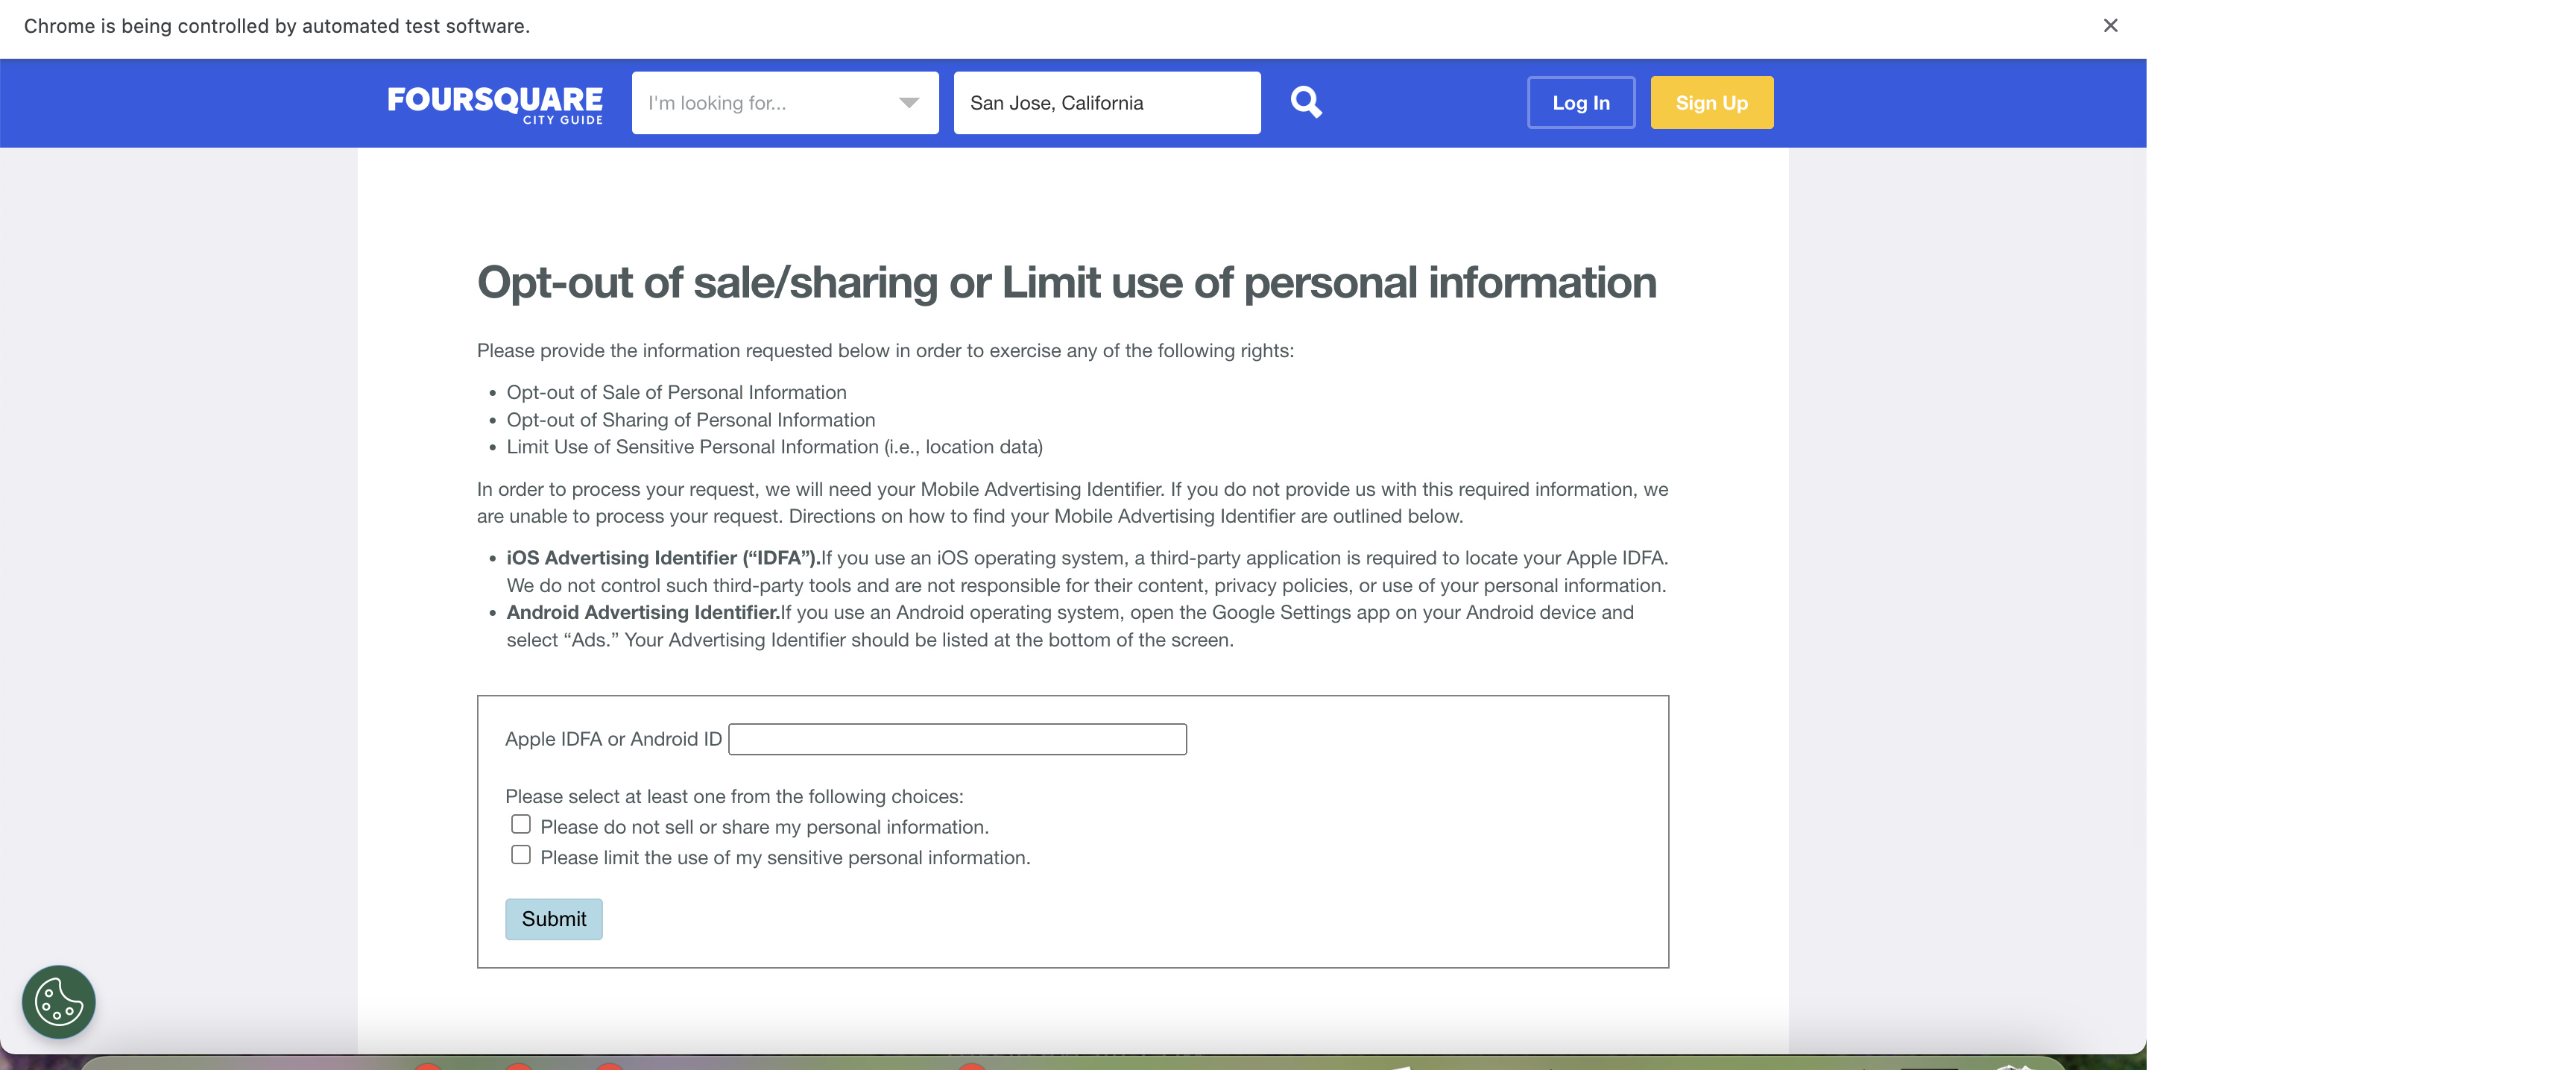 Chrome is being controlled by automated test software.
FOURSQUARE
CITY GUIDE
I'm looking for...
San Jose, California
Log In
Sign Up
Opt-out of sale/sharing or Limit use of personal information
Please provide the information requested below in order to exercise any of the following rights:
• Opt-out of Sale of Personal Information
• Opt-out of Sharing of Personal Information
• Limit Use of Sensitive Personal Information (i.e., location data)
In order to process your request, we will need your Mobile Advertising Identifier. If you do not provide us with this required information, we
are unable to process your request. Directions on how to find your Mobile Advertising Identifier are outlined below.
• iOS Advertising Identifier (“IDFA”).If you use an iOS operating system, a third-party application is required to locate your Apple IDFA.
We do not control such third-party tools and are not responsible for their content, privacy policies, or use of your personal information.
• Android Advertising Identifier.If you use an Android operating system, open the Google Settings app on your Android device and
select “Ads.” Your Advertising Identifier should be listed at the bottom of the screen.
Apple IDFA or Android ID
Please select at least one from the following choices:
Please do not sell or share my personal information.
Please limit the use of my sensitive personal information.
Submit